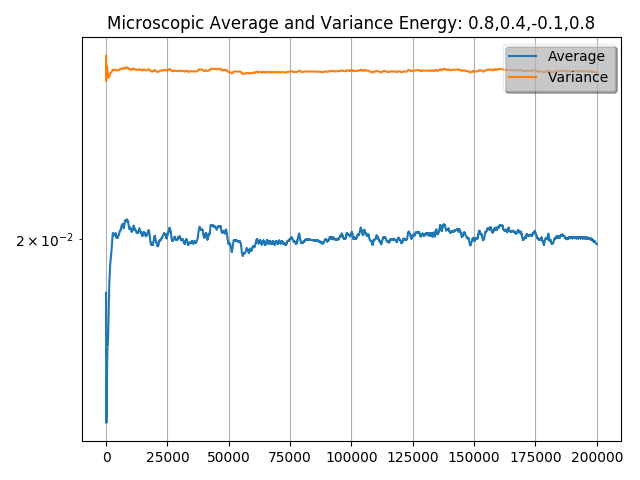 Microscopic Average and Variance Energy: 0.8,0.4,-0.1,0.8
Average
Variance
2 × 10⁻²
0 25000 50000 75000 100000 125000 150000 175000 200000